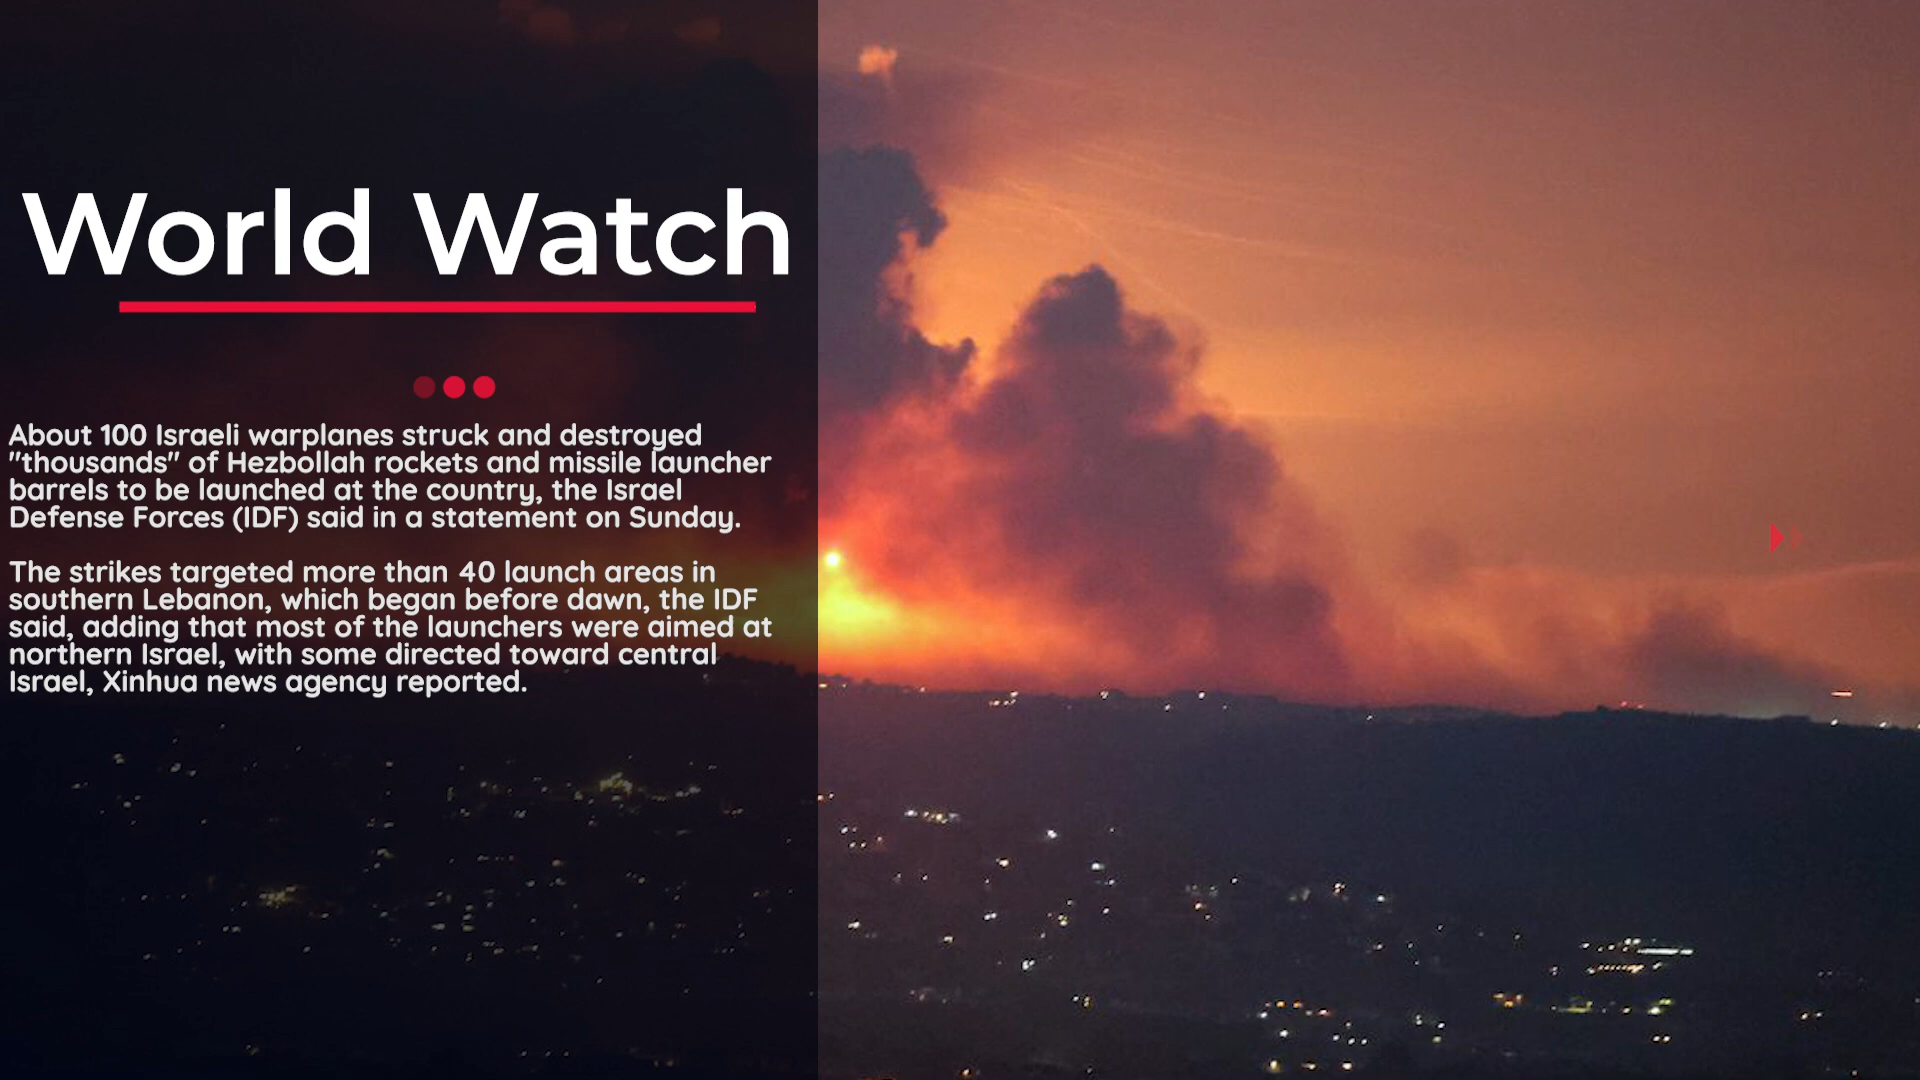 World Watch
About 100 Israeli warplanes struck and destroyed
"thousands" of Hezbollah rockets and missile launcher
barrels to be launched at the country, the Israel
Defense Forces (IDF) said in a statement on Sunday.
The strikes targeted more than 40 launch areas in
southern Lebanon, which began before dawn, the IDF
said, adding that most of the launchers were aimed at
northern Israel, with some directed toward central
Israel, Xinhua news agency reported.